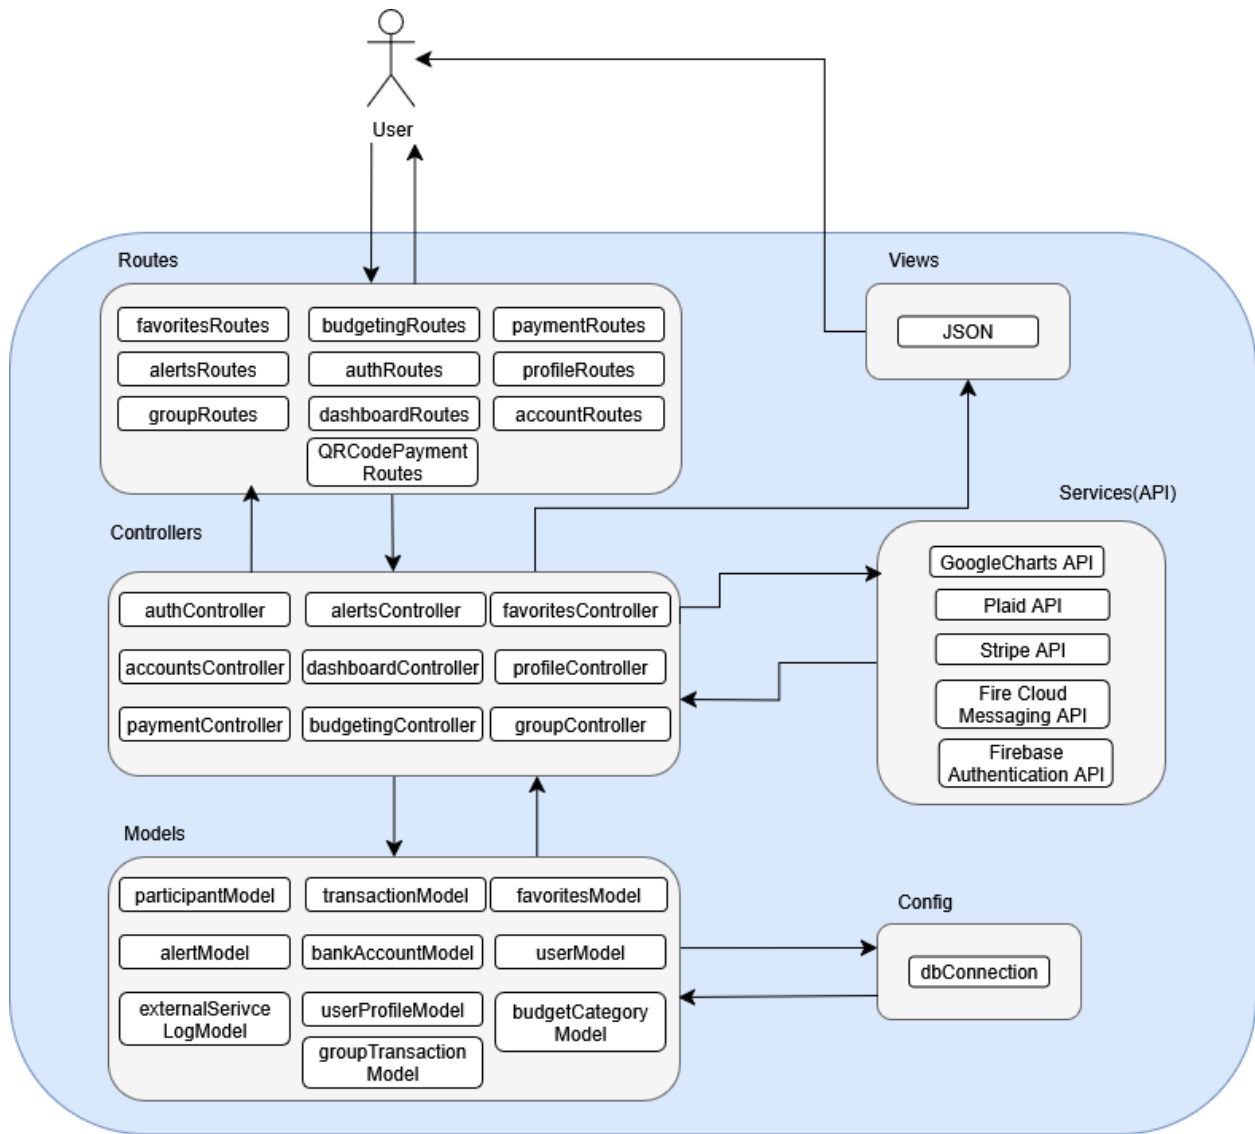 User
Routes
Views
favoritesRoutes
budgetingRoutes
paymentRoutes
JSON
alertsRoutes
authRoutes
profileRoutes
groupRoutes
dashboardRoutes
accountRoutes
QRCodePayment
Routes
Services(API)
Controllers
GoogleCharts API
Plaid API
Stripe API
Fire Cloud
Messaging API
Firebase
Authentication API
authController
alertsController
favoritesController
accountsController
dashboardController
profileController
paymentController
budgetingController
groupController
Models
participantModel
transactionModel
favoritesModel
Config
alertModel
bankAccountModel
userModel
dbConnection
externalSerivce
LogModel
userProfileModel
budgetCategory
Model
groupTransaction
Model